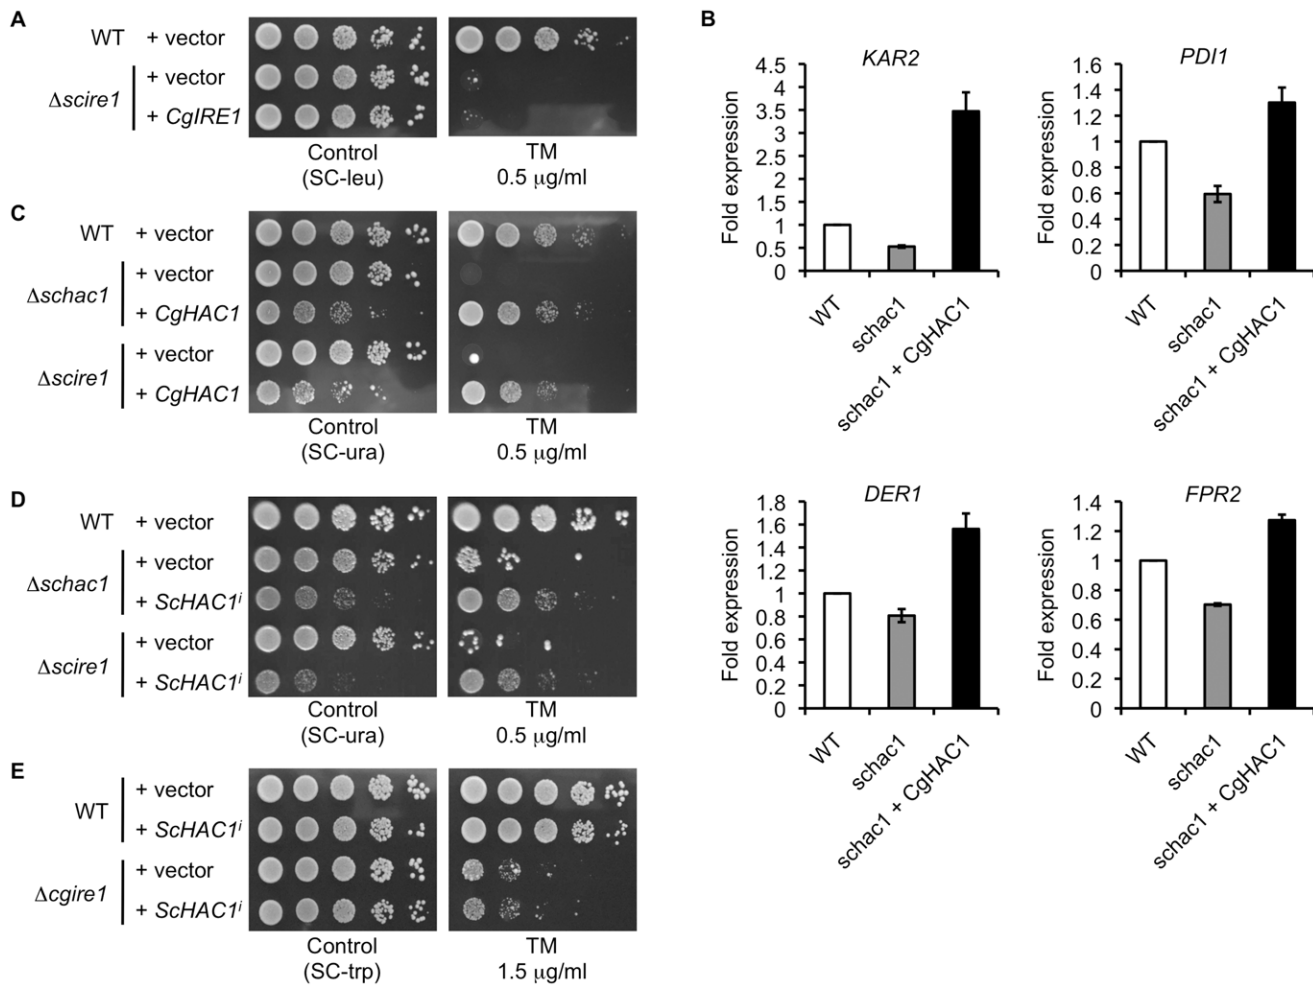 A
WT + vector
Δscire1
+ vector
+ CgIRE1
Control
(SC-leu)
TM
0.5 μg/ml
B
KAR2
Fold expression
4.5
4
3.5
3
2.5
2
1.5
1
0.5
0
WT
schac1
schac1 + CgHAC1
PDI1
Fold expression
1.6
1.4
1.2
1
0.8
0.6
0.4
0.2
0
WT
schac1
schac1 + CgHAC1
C
WT + vector
Δschac1
+ vector
+ CgHAC1
Δscire1
+ vector
+ CgHAC1
Control
(SC-ura)
TM
0.5 μg/ml
DER1
Fold expression
1.8
1.6
1.4
1.2
1
0.8
0.6
0.4
0.2
0
WT
schac1
schac1 + CgHAC1
FPR2
Fold expression
1.4
1.2
1
0.8
0.6
0.4
0.2
0
WT
schac1
schac1 + CgHAC1
D
WT + vector
Δschac1
+ vector
+ ScHAC1ⁱ
Δscire1
+ vector
+ ScHAC1ⁱ
Control
(SC-ura)
TM
0.5 μg/ml
E
WT
+ vector
+ ScHAC1ⁱ
Δcgire1
+ vector
+ ScHAC1ⁱ
Control
(SC-trp)
TM
1.5 μg/ml